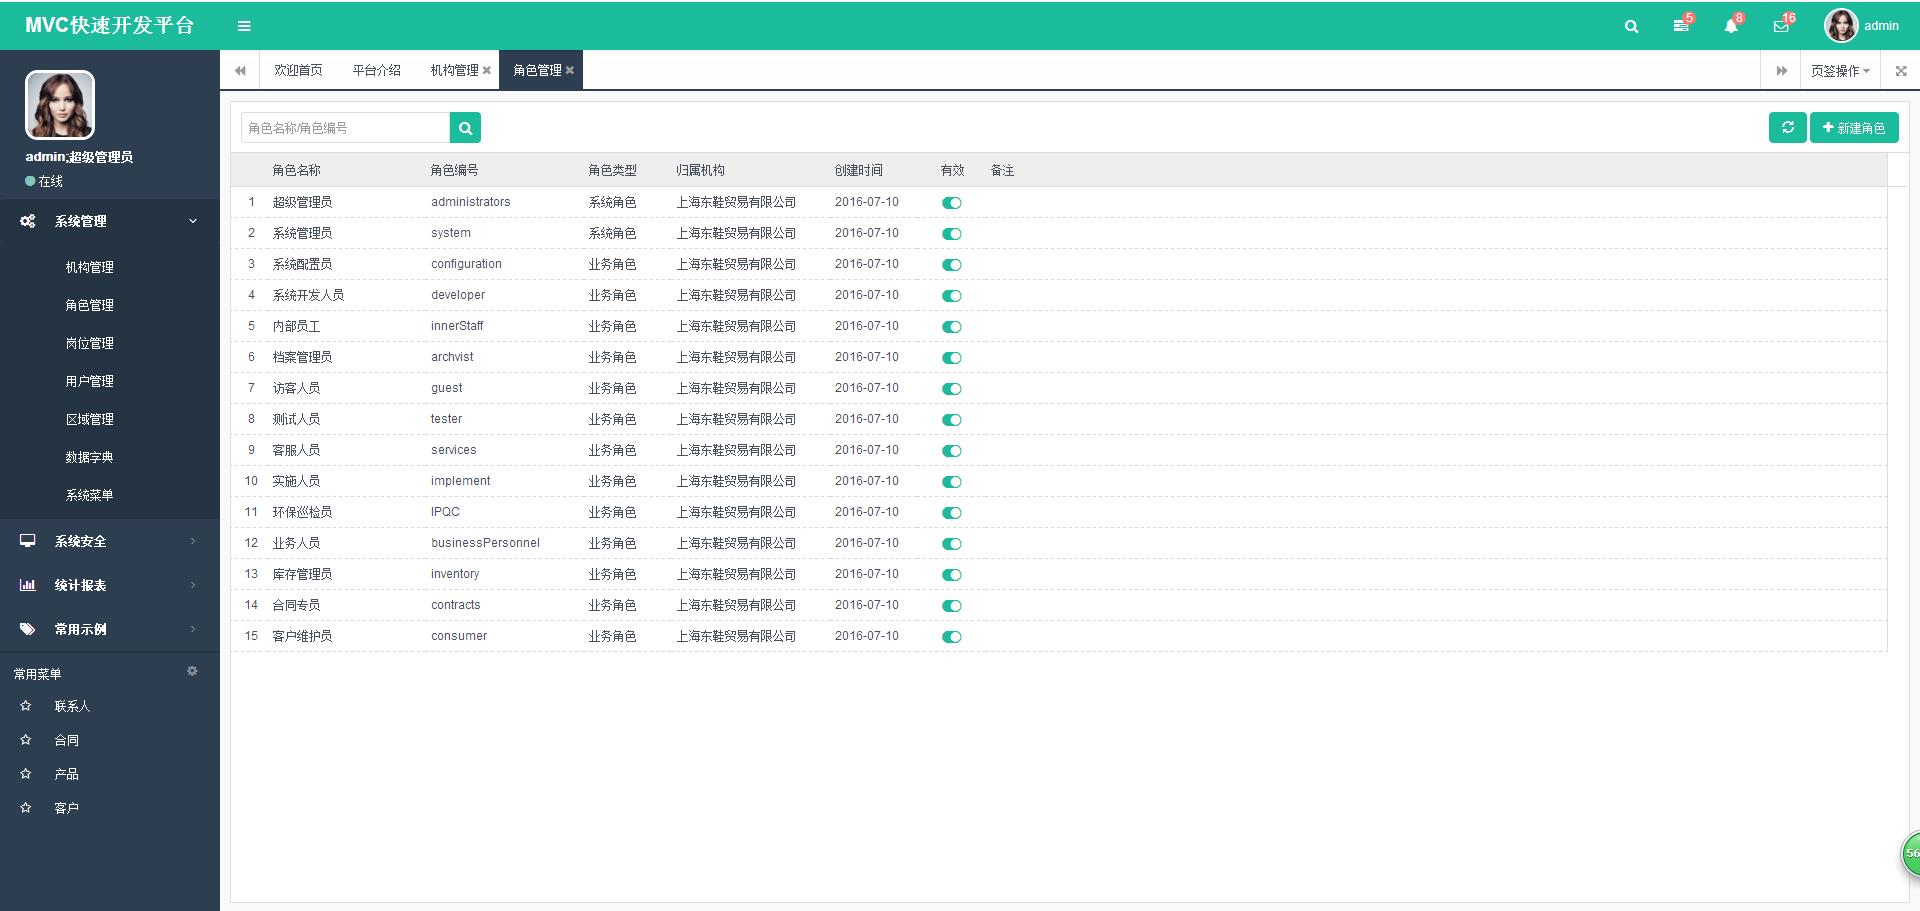 MVC快速开发平台
5
8
16
admin
admin;超级管理员
在线
系统管理
机构管理
角色管理
岗位管理
用户管理
区域管理
数据字典
系统菜单
系统安全
统计报表
常用示例
常用菜单
联系人
合同
产品
客户
欢迎首页 平台介绍 机构管理 角色管理 页签操作
角色名称/角色编号
新建角色
角色名称 角色编号 角色类型 归属机构 创建时间 有效 备注
1 超级管理员 administrators 系统角色 上海东鞋贸易有限公司 2016-07-10
2 系统管理员 system 系统角色 上海东鞋贸易有限公司 2016-07-10
3 系统配置员 configuration 业务角色 上海东鞋贸易有限公司 2016-07-10
4 系统开发人员 developer 业务角色 上海东鞋贸易有限公司 2016-07-10
5 内部员工 innerStaff 业务角色 上海东鞋贸易有限公司 2016-07-10
6 档案管理员 archvist 业务角色 上海东鞋贸易有限公司 2016-07-10
7 访客人员 guest 业务角色 上海东鞋贸易有限公司 2016-07-10
8 测试人员 tester 业务角色 上海东鞋贸易有限公司 2016-07-10
9 客服人员 services 业务角色 上海东鞋贸易有限公司 2016-07-10
10 实施人员 implement 业务角色 上海东鞋贸易有限公司 2016-07-10
11 环保巡检员 IPQC 业务角色 上海东鞋贸易有限公司 2016-07-10
12 业务人员 businessPersonnel 业务角色 上海东鞋贸易有限公司 2016-07-10
13 库存管理员 inventory 业务角色 上海东鞋贸易有限公司 2016-07-10
14 合同专员 contracts 业务角色 上海东鞋贸易有限公司 2016-07-10
15 客户维护员 consumer 业务角色 上海东鞋贸易有限公司 2016-07-10
56